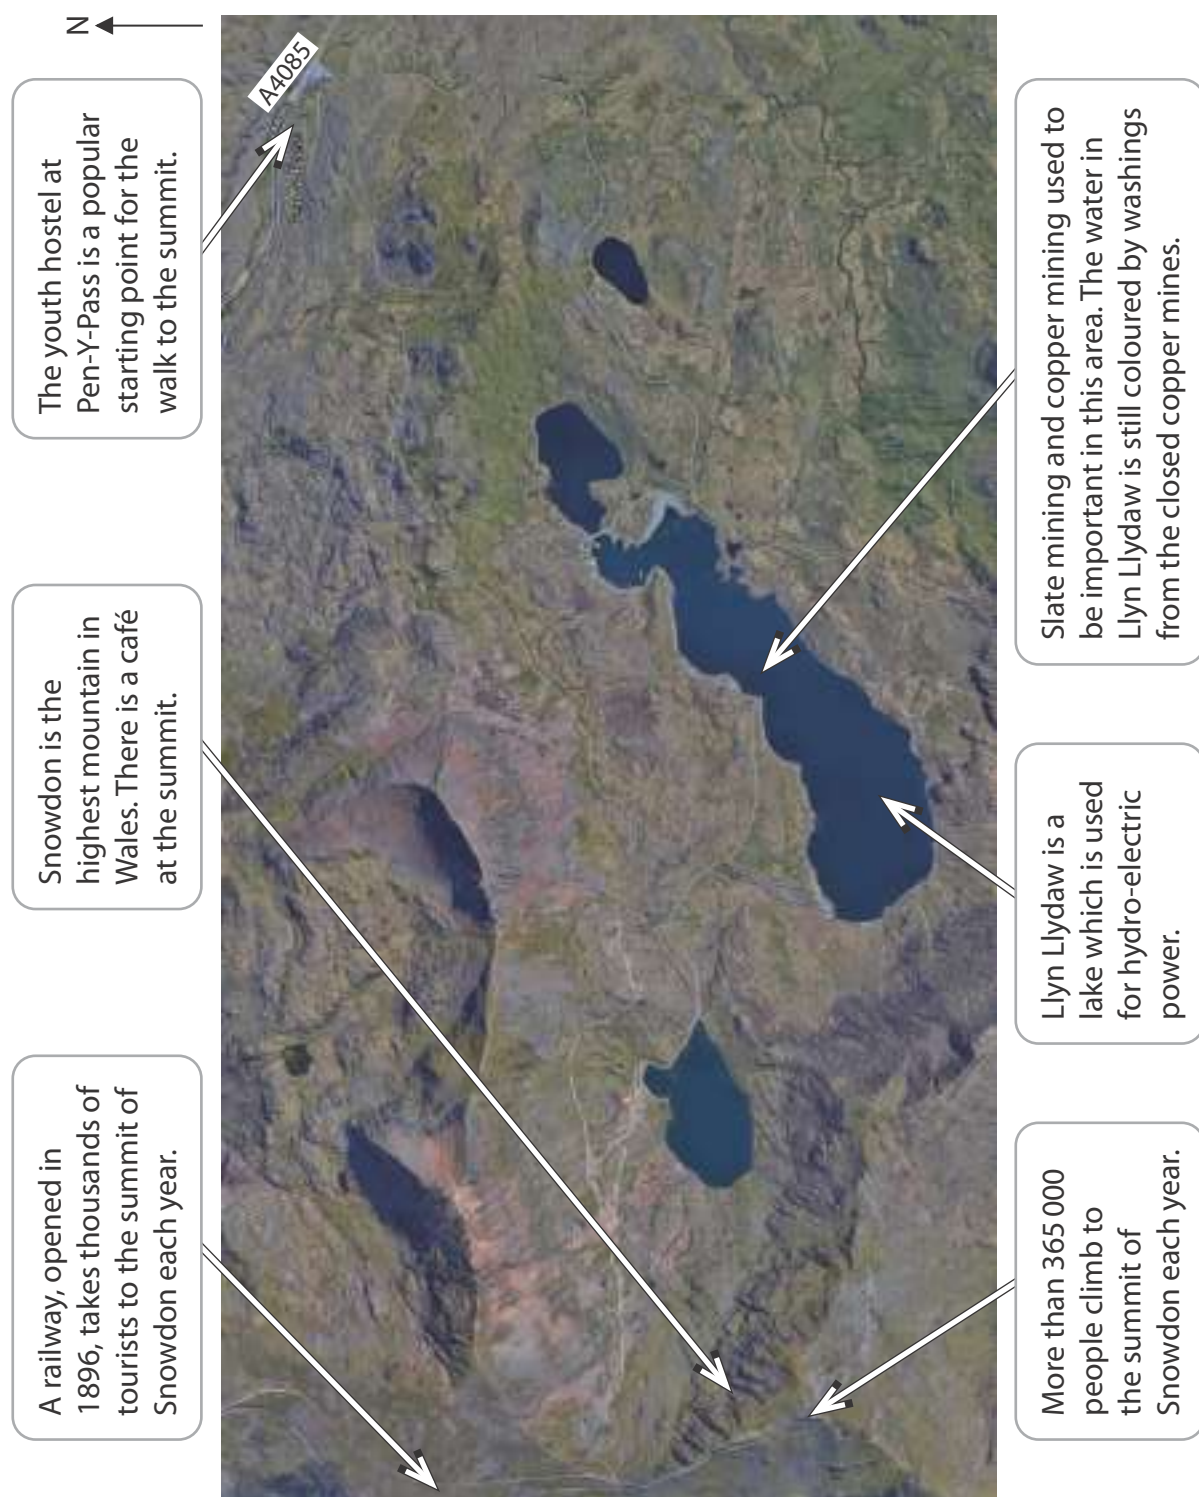 A railway, opened in
1896, takes thousands of
tourists to the summit of
Snowdon each year.
Snowdon is the
highest mountain in
Wales. There is a café
at the summit.
The youth hostel at
Pen-Y-Pass is a popular
starting point for the
walk to the summit.
N
A4085
More than 365 000
people climb to
the summit of
Snowdon each year.
Llyn Llydaw is a
lake which is used
for hydro-electric
power.
Slate mining and copper mining used to
be important in this area. The water in
Llyn Llydaw is still coloured by washings
from the closed copper mines.